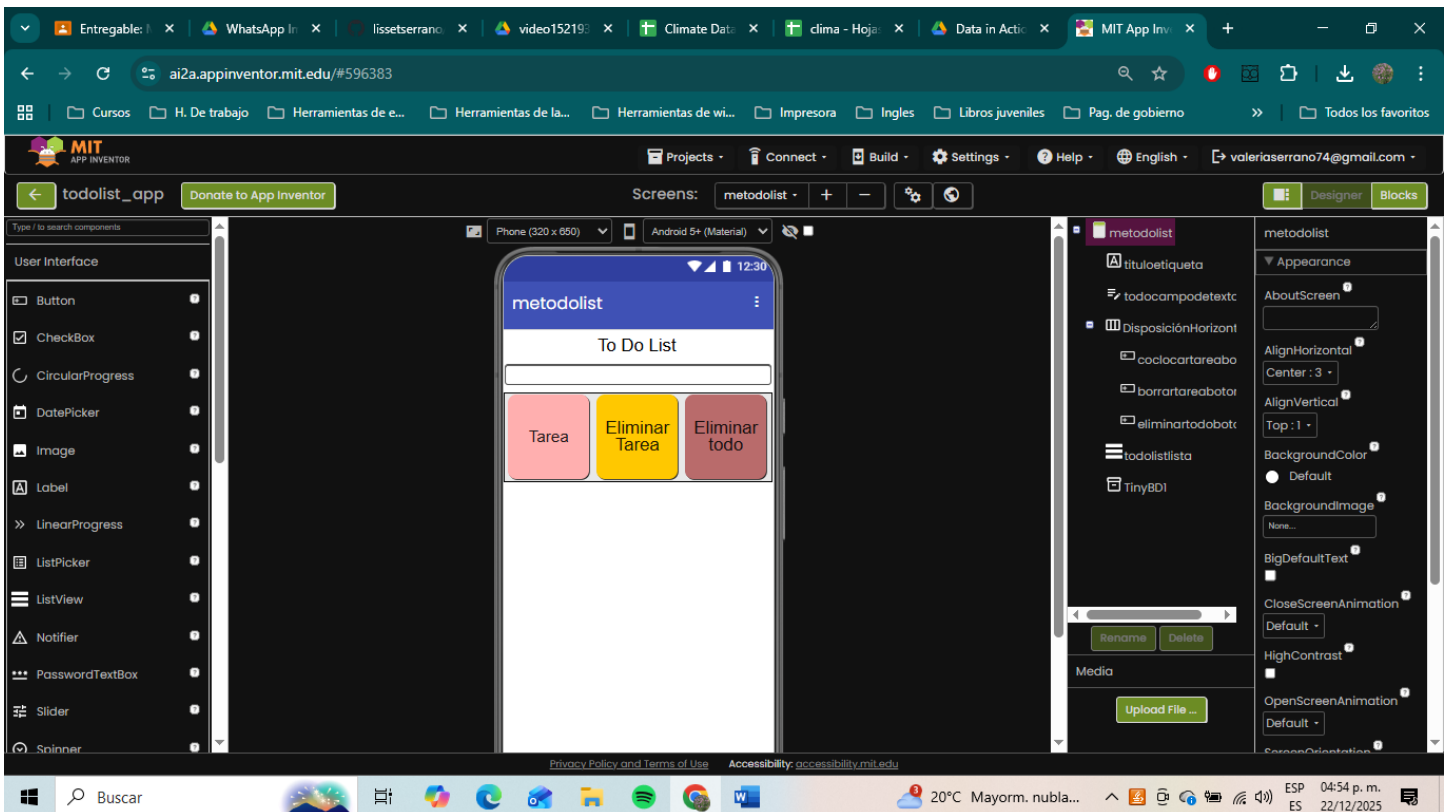 Entregable: M
WhatsApp In
lissetserrano
video152193
Climate Data
clima - Hojas
Data in Actio
MIT App Inve
ai2a.appinventor.mit.edu/#596383
Cursos
H. De trabajo
Herramientas de e...
Herramientas de la...
Herramientas de wi...
Impresora
Ingles
Libros juveniles
Pag. de gobierno
»
Todos los favoritos
MIT
APP INVENTOR
Projects
Connect
Build
Settings
Help
English
valeriaserrano74@gmail.com
todolist_app
Donate to App Inventor
Screens:
metodolist
Designer
Blocks
Type / to search components
User Interface
Button
CheckBox
CircularProgress
DatePicker
Image
Label
LinearProgress
ListPicker
ListView
Notifier
PasswordTextBox
Slider
Spinner
Phone (320 x 650)
Android 5+ (Material)
12:30
metodolist
To Do List
Tarea
Eliminar
Tarea
Eliminar
todo
metodolist
tituloetiqueta
todocampodetexto
DisposiciónHorizont
coclocartareabo
borrartareaboton
eliminartodoboto
todolistlista
TinyBD1
Rename
Delete
Media
Upload File ...
metodolist
Appearance
AboutScreen
AlignHorizontal
Center : 3
AlignVertical
Top : 1
BackgroundColor
Default
BackgroundImage
None...
BigDefaultText
CloseScreenAnimation
Default
HighContrast
OpenScreenAnimation
Default
ScreenOrientation
Privacy Policy and Terms of Use
Accessibility: accessibility.mit.edu
Buscar
20°C Mayorm. nubla...
ESP
ES
04:54 p. m.
22/12/2025